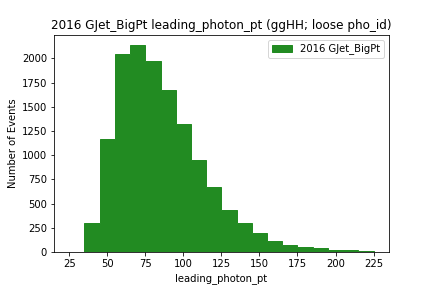 2016 GJet_BigPt leading_photon_pt (ggHH; loose pho_id)
2016 GJet_BigPt
Number of Events
2000
1750
1500
1250
1000
750
500
250
0
25 50 75 100 125 150 175 200 225
leading_photon_pt